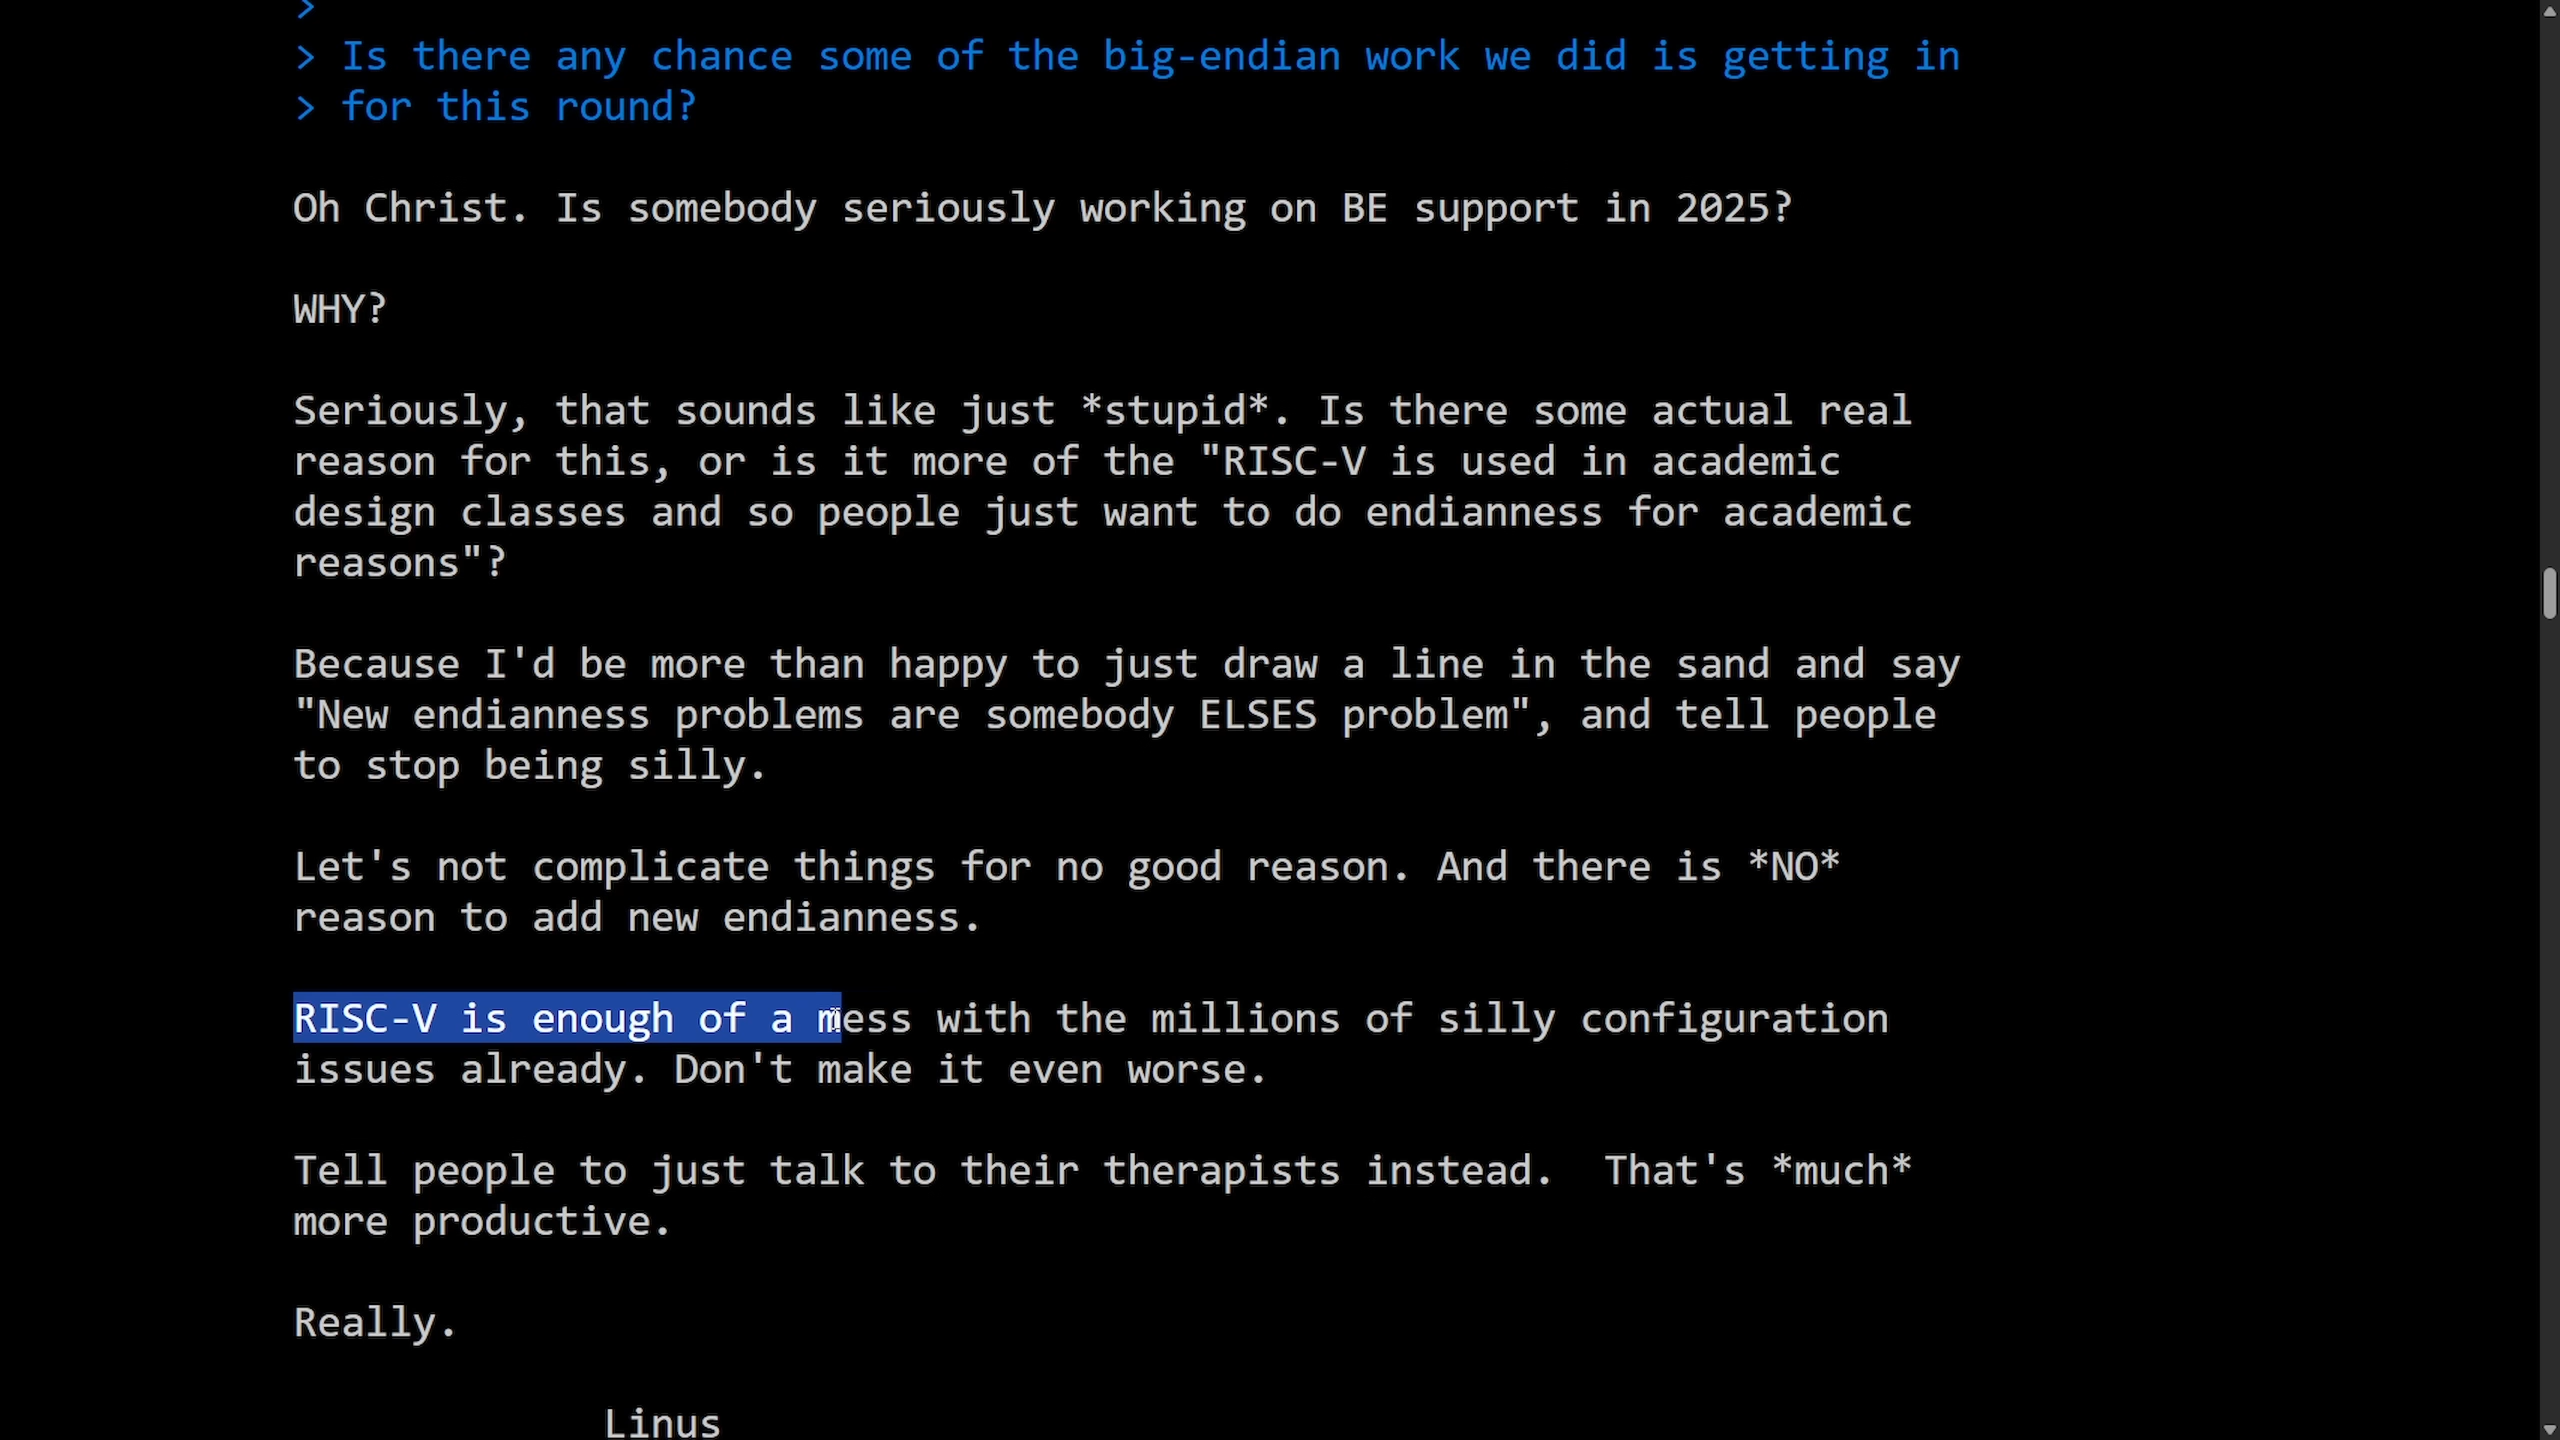 >
> Is there any chance some of the big-endian work we did is getting in
> for this round?
Oh Christ. Is somebody seriously working on BE support in 2025?
WHY?
Seriously, that sounds like just *stupid*. Is there some actual real
reason for this, or is it more of the "RISC-V is used in academic
design classes and so people just want to do endianness for academic
reasons"?
Because I'd be more than happy to just draw a line in the sand and say
"New endianness problems are somebody ELSES problem", and tell people
to stop being silly.
Let's not complicate things for no good reason. And there is *NO*
reason to add new endianness.
RISC-V is enough of a mess with the millions of silly configuration
issues already. Don't make it even worse.
Tell people to just talk to their therapists instead.  That's *much*
more productive.
Really.
Linus